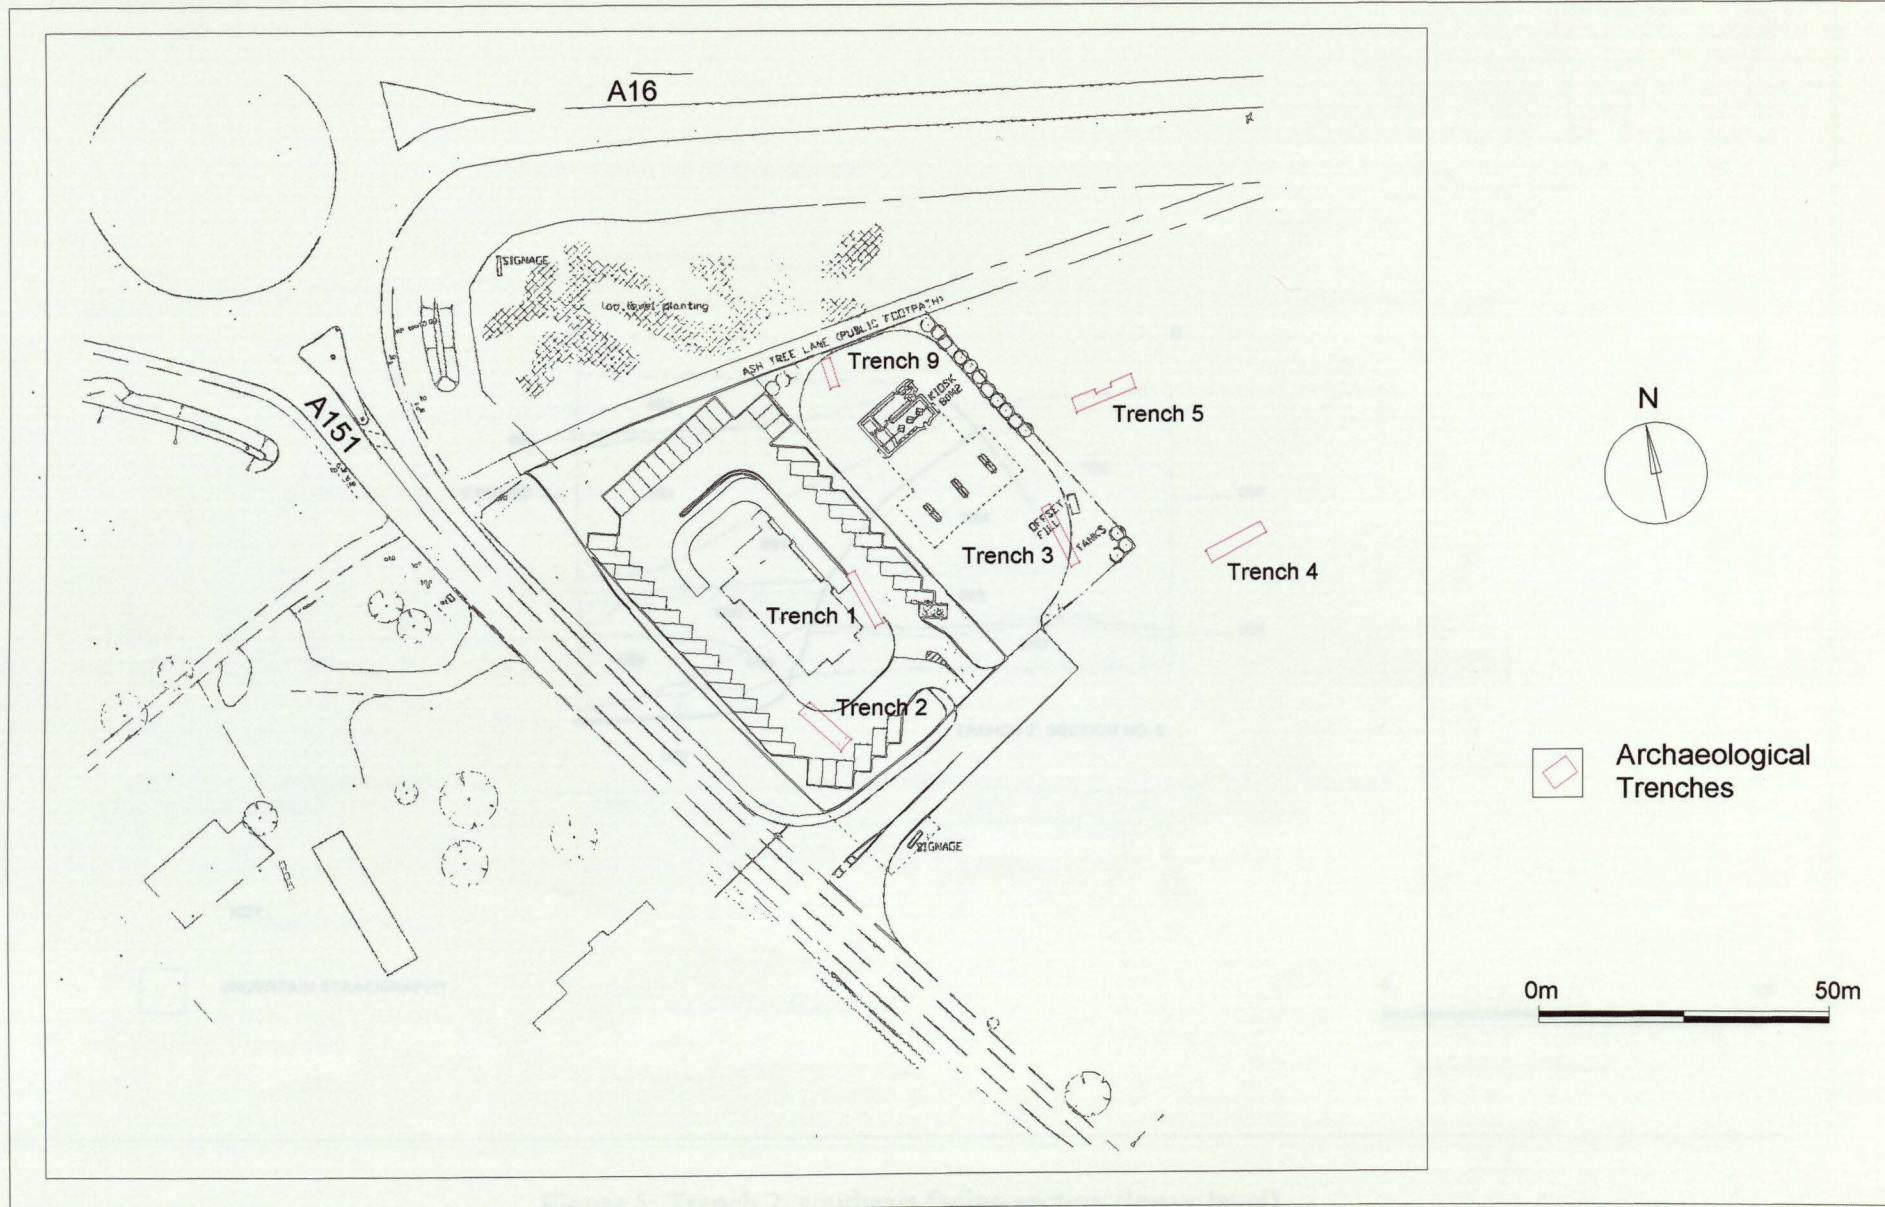 A16
SIGNAGE
low level planting
ASH TREE LANE (PUBLIC FOOTPATH)
Trench 9
KIOSK
80M2
Trench 5
N
A151
OFFSET
FILL
TANKS
Trench 3
Trench 4
Trench 1
Trench 2
Archaeological
Trenches
SIGNAGE
0m 50m